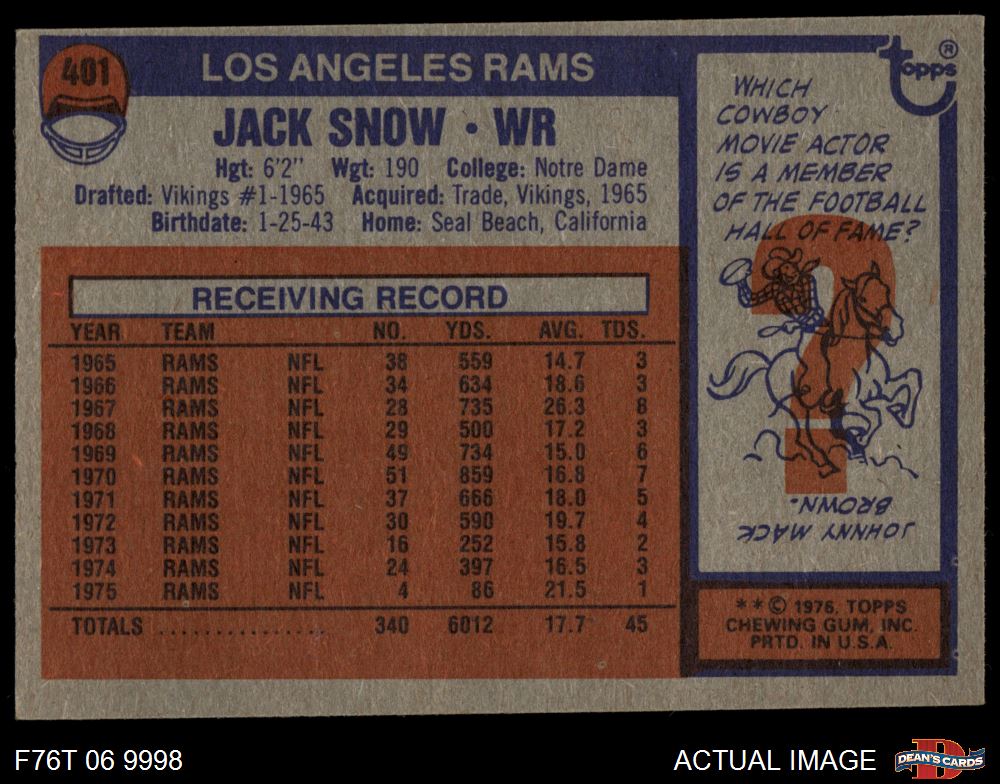 401
LOS ANGELES RAMS
JACK SNOW • WR
Hgt: 6'2" Wgt: 190 College: Notre Dame
Drafted: Vikings #1-1965 Acquired: Trade, Vikings, 1965
Birthdate: 1-25-43 Home: Seal Beach, California
RECEIVING RECORD
YEAR TEAM NO. YDS. AVG. TDS.
1965 RAMS NFL 38 559 14.7 3
1966 RAMS NFL 34 634 18.6 3
1967 RAMS NFL 28 735 26.3 8
1968 RAMS NFL 29 500 17.2 3
1969 RAMS NFL 49 734 15.0 6
1970 RAMS NFL 51 859 16.8 7
1971 RAMS NFL 37 666 18.0 5
1972 RAMS NFL 30 590 19.7 4
1973 RAMS NFL 16 252 15.8 2
1974 RAMS NFL 24 397 16.5 3
1975 RAMS NFL 4 86 21.5 1
TOTALS ................ 340 6012 17.7 45
topps®
WHICH
COWBOY
MOVIE ACTOR
IS A MEMBER
OF THE FOOTBALL
HALL OF FAME?
?
JOHNNY MACK
BROWN.
** © 1976, TOPPS
CHEWING GUM, INC.
PRTD. IN U.S.A.
F76T 06 9998
ACTUAL IMAGE
D
DEAN'S CARDS